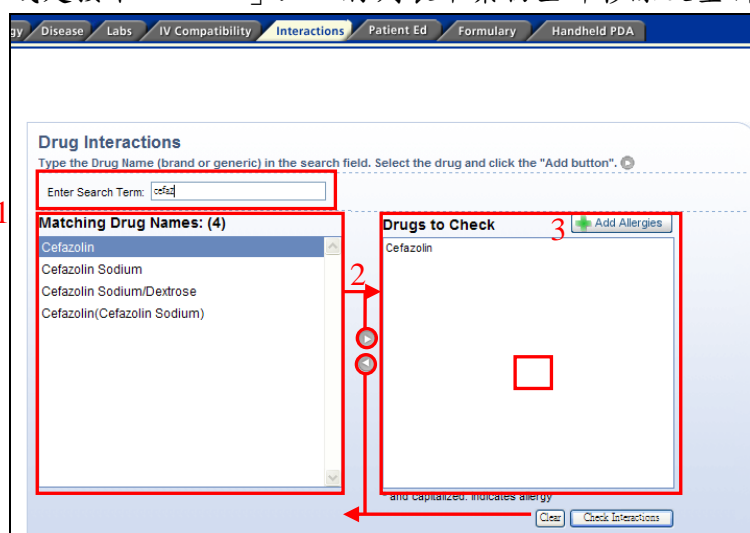 gy Disease Labs IV Compatibility Interactions Patient Ed Formulary Handheld PDA
Drug Interactions
Type the Drug Name (brand or generic) in the search field. Select the drug and click the "Add button".
Enter Search Term: cefaz
1
Matching Drug Names: (4)
Cefazolin
Cefazolin Sodium
Cefazolin Sodium/Dextrose
Cefazolin(Cefazolin Sodium)
2
Drugs to Check
3
Add Allergies
Cefazolin
* and capitalized: indicates allergy
Clear Check Interactions